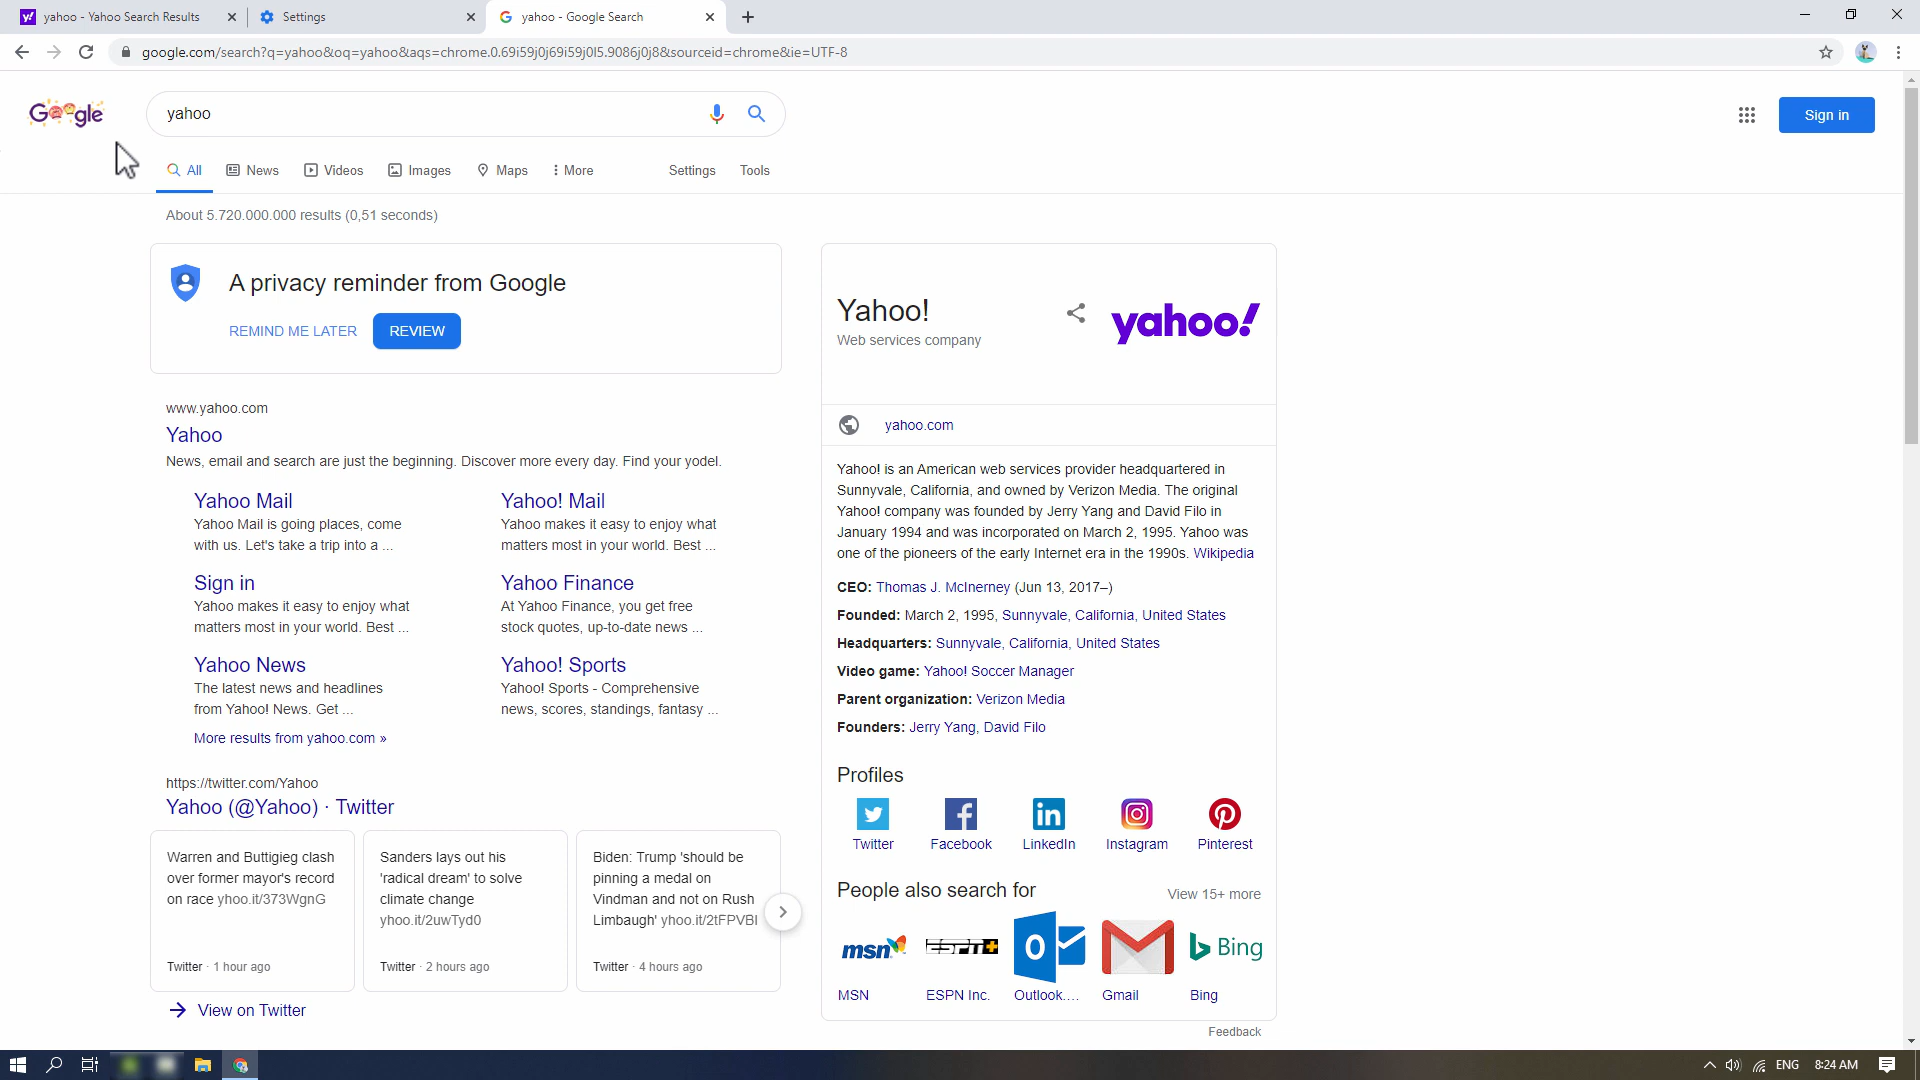 yahoo - Yahoo Search Results
Settings
yahoo - Google Search
google.com/search?q=yahoo&oq=yahoo&aqs=chrome.0.69i59j0j69i59j0l5.9086j0j8&sourceid=chrome&ie=UTF-8
Google
yahoo
Sign in
All
News
Videos
Images
Maps
More
Settings
Tools
About 5.720.000.000 results (0,51 seconds)
A privacy reminder from Google
REMIND ME LATER
REVIEW
www.yahoo.com
Yahoo
News, email and search are just the beginning. Discover more every day. Find your yodel.
Yahoo Mail
Yahoo Mail is going places, come
with us. Let's take a trip into a ...
Yahoo! Mail
Yahoo makes it easy to enjoy what
matters most in your world. Best ...
Sign in
Yahoo makes it easy to enjoy what
matters most in your world. Best ...
Yahoo Finance
At Yahoo Finance, you get free
stock quotes, up-to-date news ...
Yahoo News
The latest news and headlines
from Yahoo! News. Get ...
Yahoo! Sports
Yahoo! Sports - Comprehensive
news, scores, standings, fantasy ...
More results from yahoo.com »
https://twitter.com/Yahoo
Yahoo (@Yahoo) · Twitter
Warren and Buttigieg clash
over former mayor's record
on race yhoo.it/373WgnG
Twitter · 1 hour ago
Sanders lays out his
'radical dream' to solve
climate change
yhoo.it/2uwTyd0
Twitter · 2 hours ago
Biden: Trump 'should be
pinning a medal on
Vindman and not on Rush
Limbaugh' yhoo.it/2tFPVBl
Twitter · 4 hours ago
View on Twitter
Yahoo!
Web services company
yahoo!
yahoo.com
Yahoo! is an American web services provider headquartered in
Sunnyvale, California, and owned by Verizon Media. The original
Yahoo! company was founded by Jerry Yang and David Filo in
January 1994 and was incorporated on March 2, 1995. Yahoo was
one of the pioneers of the early Internet era in the 1990s. Wikipedia
CEO: Thomas J. McInerney (Jun 13, 2017–)
Founded: March 2, 1995, Sunnyvale, California, United States
Headquarters: Sunnyvale, California, United States
Video game: Yahoo! Soccer Manager
Parent organization: Verizon Media
Founders: Jerry Yang, David Filo
Profiles
Twitter
Facebook
LinkedIn
Instagram
Pinterest
People also search for
View 15+ more
msn
ESPN+
Bing
MSN
ESPN Inc.
Outlook....
Gmail
Bing
Feedback
ENG
8:24 AM